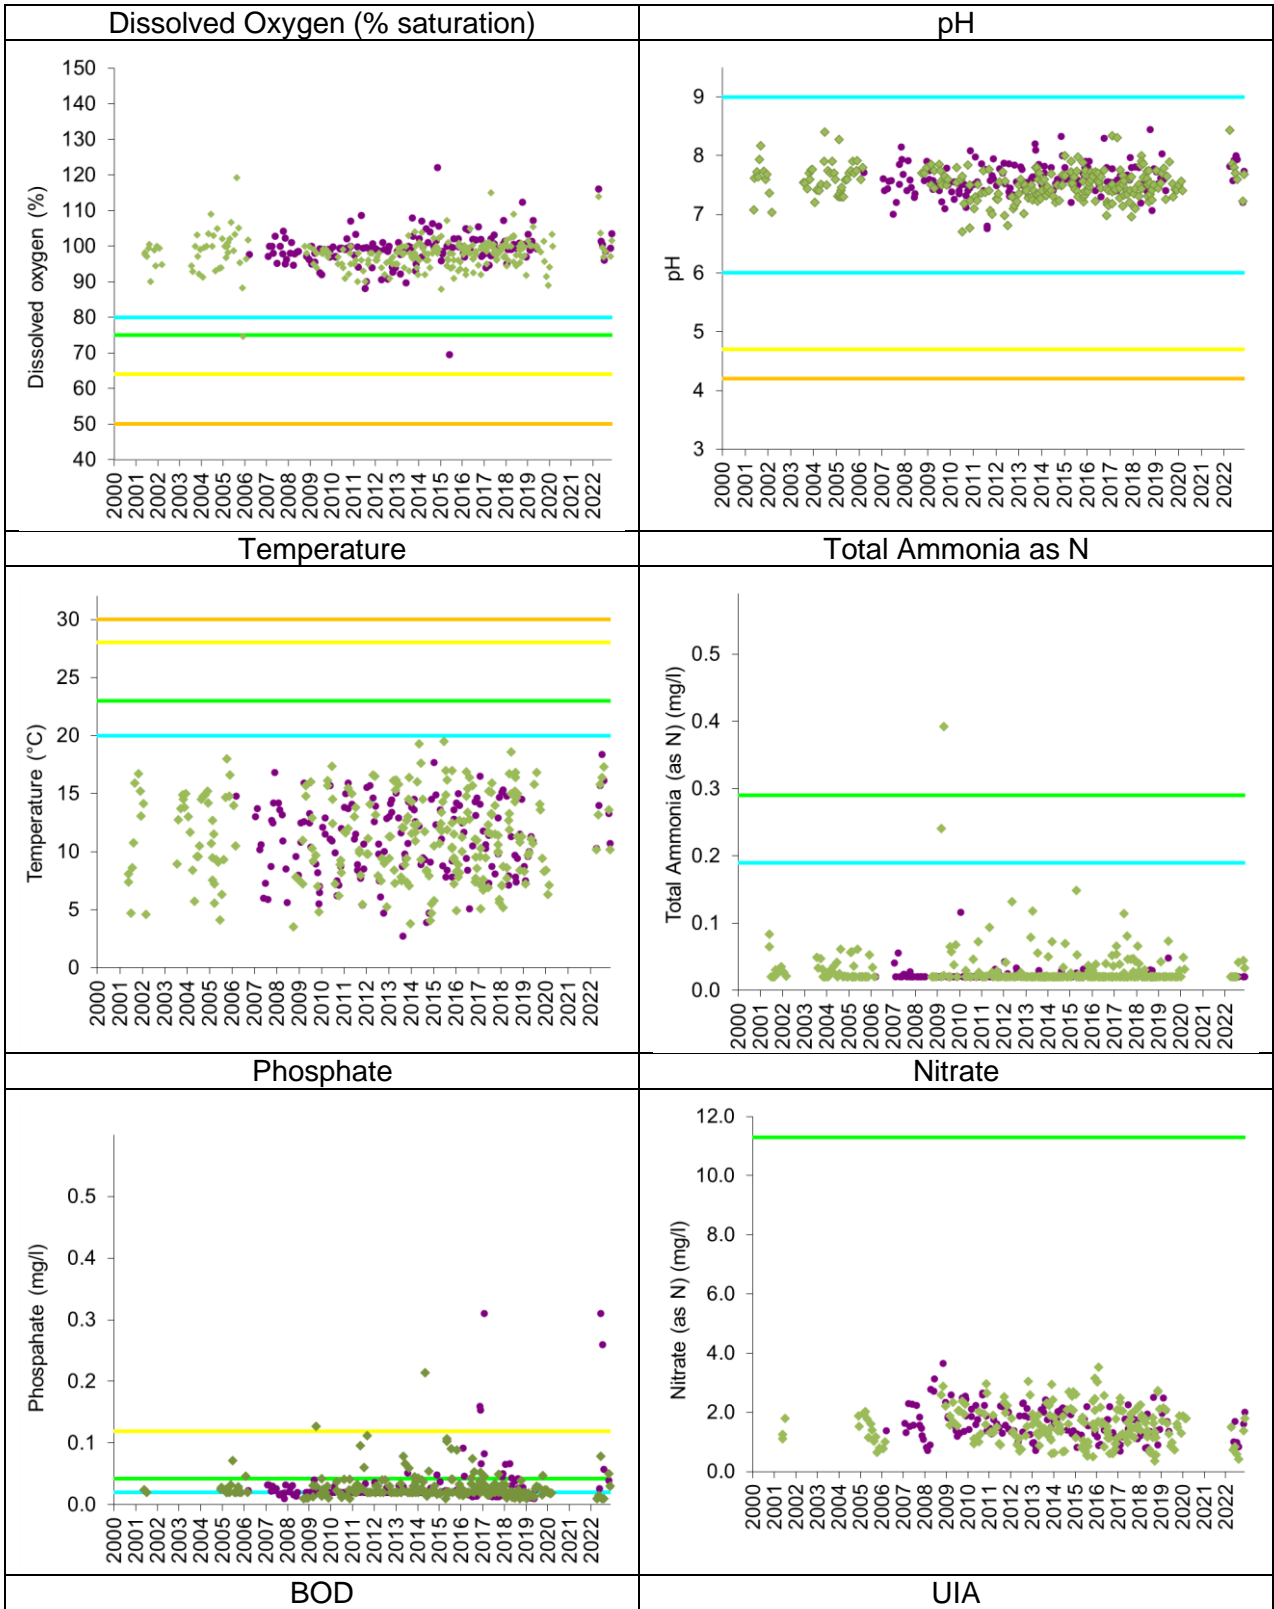 Dissolved Oxygen (% saturation)
pH
150
140
130
120
110
100
90
80
70
60
50
40
Dissolved oxygen (%)
2000 2001 2002 2003 2004 2005 2006 2007 2008 2009 2010 2011 2012 2013 2014 2015 2016 2017 2018 2019 2020 2021 2022
9
8
7
6
5
4
3
pH
2000 2001 2002 2003 2004 2005 2006 2007 2008 2009 2010 2011 2012 2013 2014 2015 2016 2017 2018 2019 2020 2021 2022
Temperature
Total Ammonia as N
30
25
20
15
10
5
0
Temperature (°C)
2000 2001 2002 2003 2004 2005 2006 2007 2008 2009 2010 2011 2012 2013 2014 2015 2016 2017 2018 2019 2020 2021 2022
0.5
0.4
0.3
0.2
0.1
0.0
Total Ammonia (as N) (mg/l)
2000 2001 2002 2003 2004 2005 2006 2007 2008 2009 2010 2011 2012 2013 2014 2015 2016 2017 2018 2019 2020 2021 2022
Phosphate
Nitrate
0.5
0.4
0.3
0.2
0.1
0.0
Phospahate (mg/l)
2000 2001 2002 2003 2004 2005 2006 2007 2008 2009 2010 2011 2012 2013 2014 2015 2016 2017 2018 2019 2020 2021 2022
12.0
10.0
8.0
6.0
4.0
2.0
0.0
Nitrate (as N) (mg/l)
2000 2001 2002 2003 2004 2005 2006 2007 2008 2009 2010 2011 2012 2013 2014 2015 2016 2017 2018 2019 2020 2021 2022
BOD
UIA